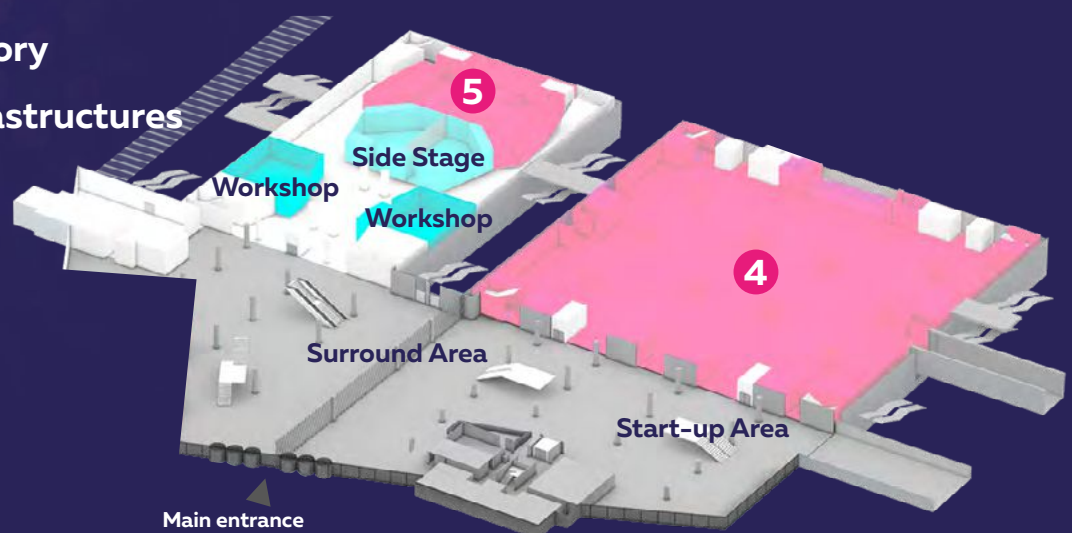 ory
astructures
5
Side Stage
Workshop
Workshop
4
Surround Area
Start-up Area
Main entrance